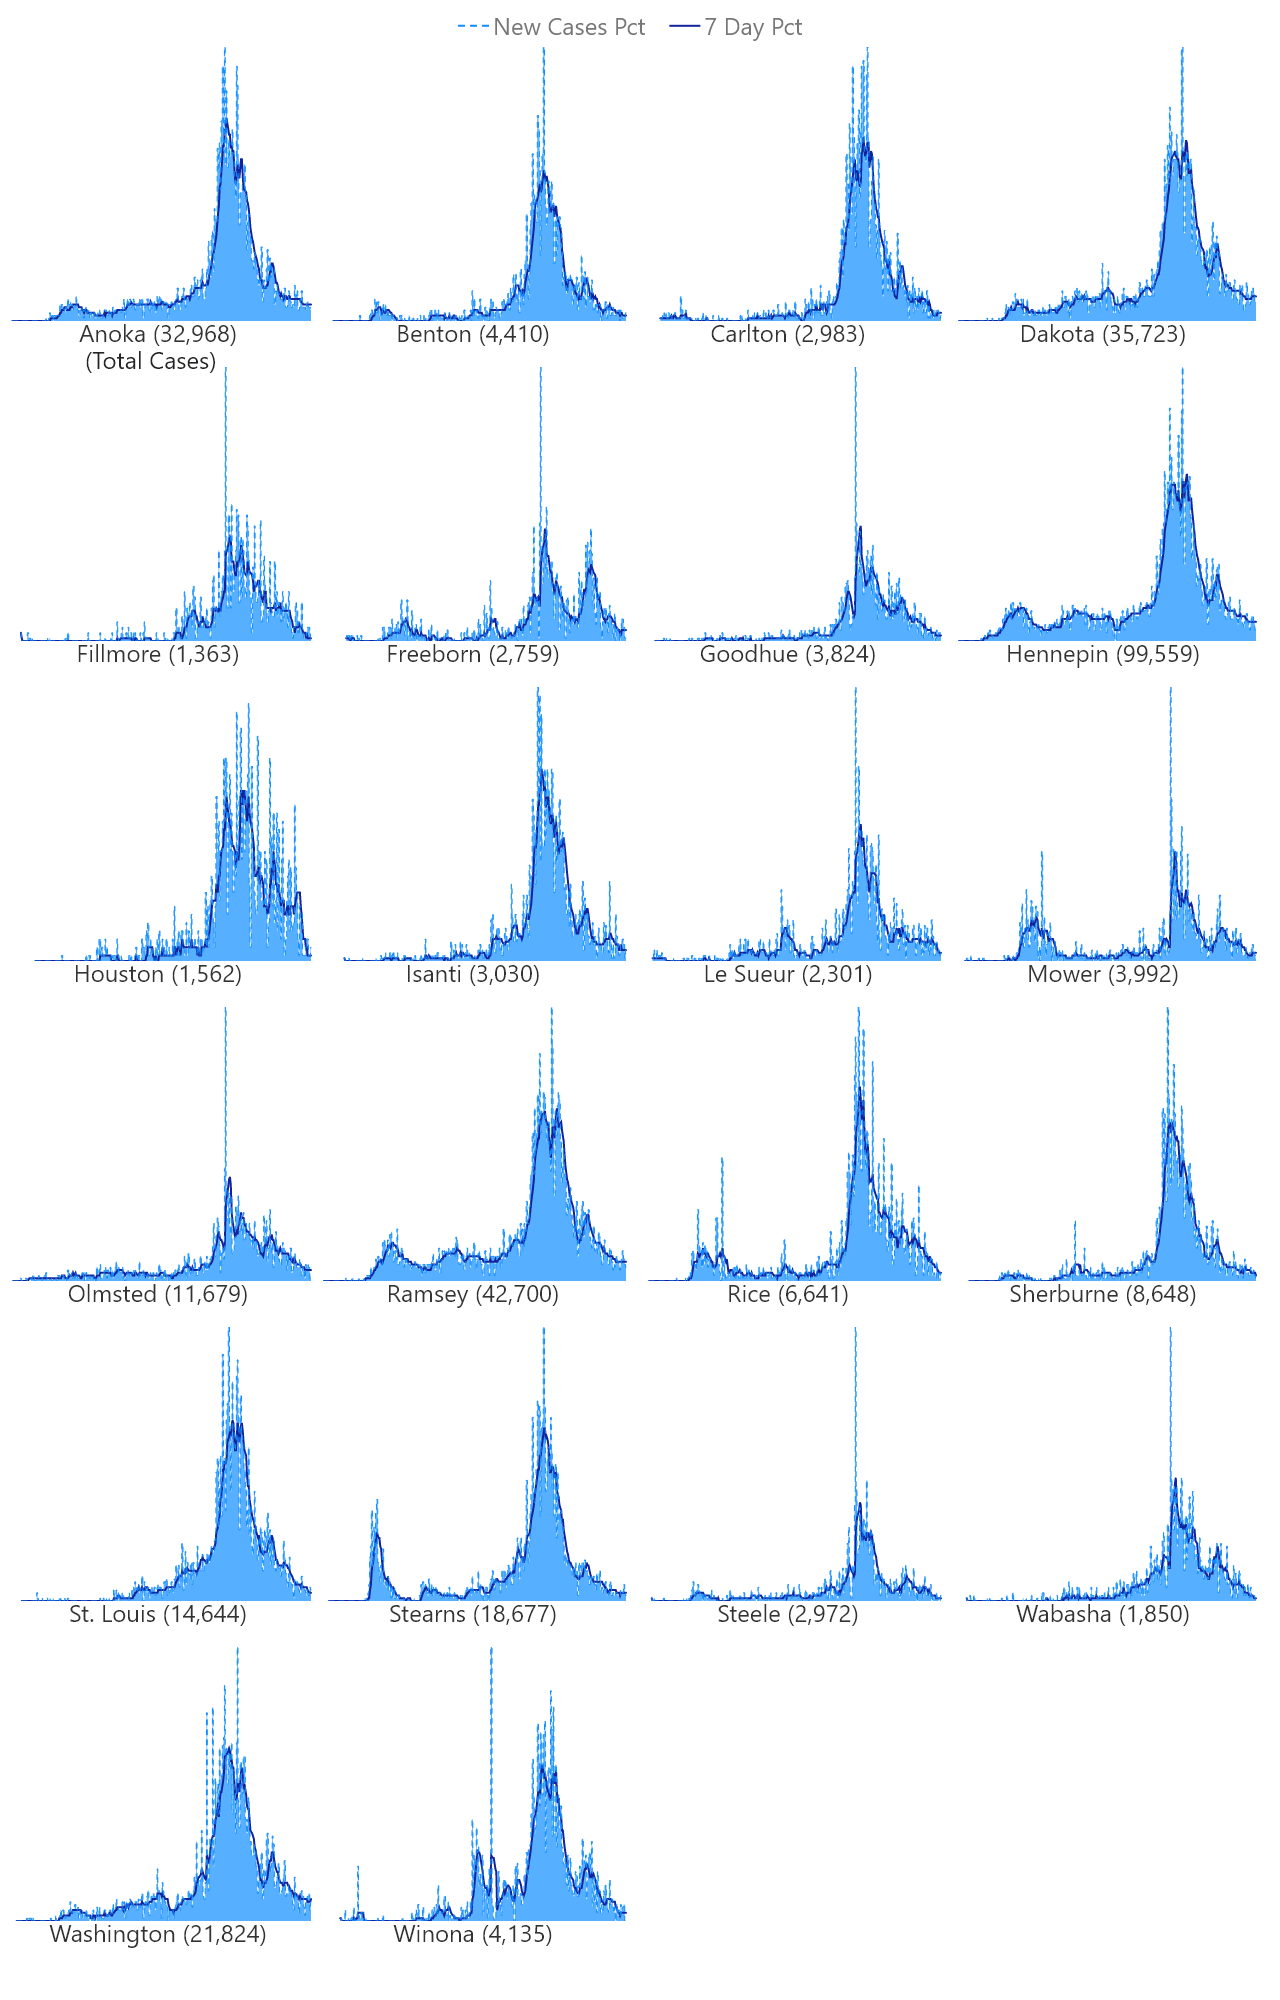 New Cases Pct 7 Day Pct
Anoka (32,968) Benton (4,410) Carlton (2,983) Dakota (35,723)
(Total Cases)
Fillmore (1,363) Freeborn (2,759) Goodhue (3,824) Hennepin (99,559)
Houston (1,562) Isanti (3,030) Le Sueur (2,301) Mower (3,992)
Olmsted (11,679) Ramsey (42,700) Rice (6,641) Sherburne (8,648)
St. Louis (14,644) Stearns (18,677) Steele (2,972) Wabasha (1,850)
Washington (21,824) Winona (4,135)